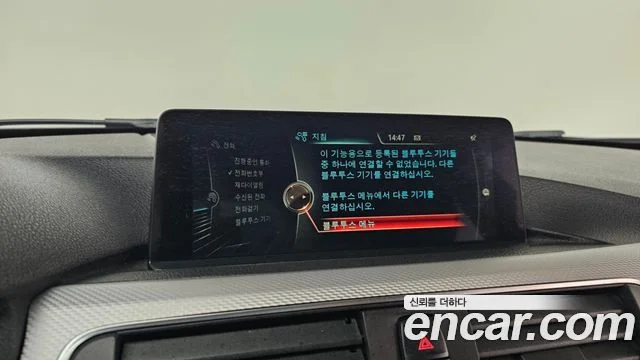 지침
14:47
전화
진행중인 통화
✓ 전화번호부
재다이얼링
수신된 전화
전화걸기
블루투스 기기
이 기능용으로 등록된 블루투스 기기들
중 하나에 연결할 수 없었습니다. 다른
블루투스 기기를 연결하십시오.
블루투스 메뉴에서 다른 기기를
연결하십시오.
블루투스 메뉴
신뢰를 더하다
encar.com